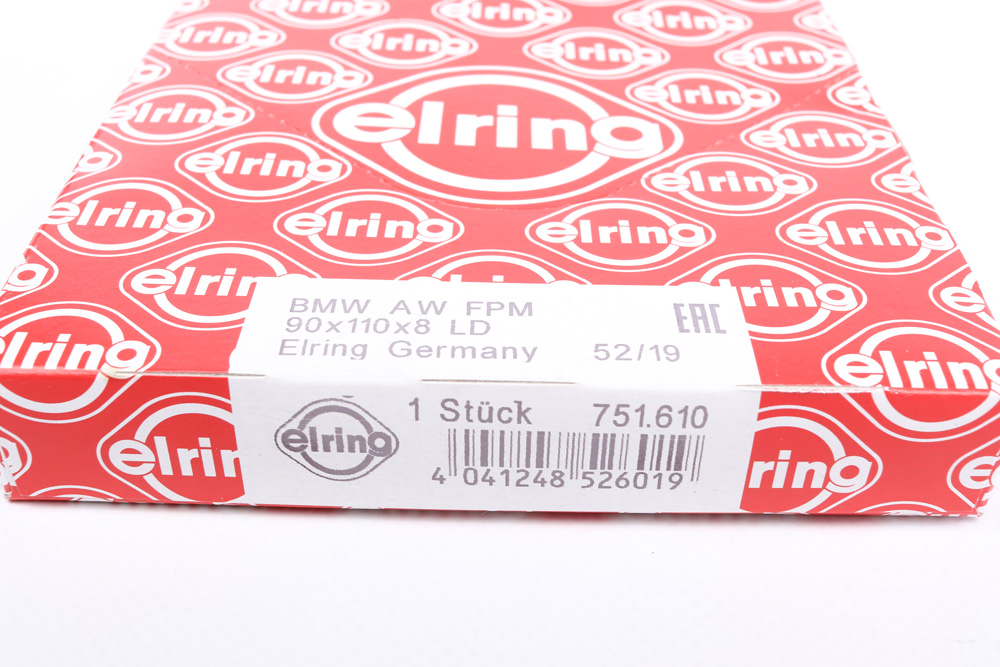 elring
BMW AW FPM
90x110x8 LD
EAC
Elring Germany 52/19
elring
1 Stück 751.610
4 041248 526019